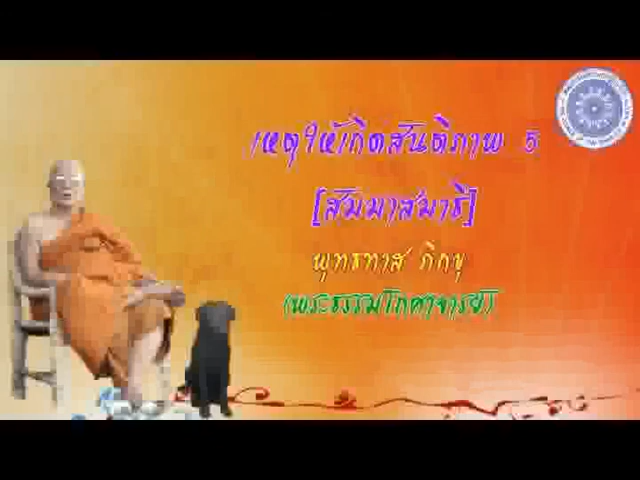 เหตุให้เกิดสันติภาพ 5
[สัมมาสมาธิ]
พุทธทาส ภิกขุ
(พระธรรมโกศาจารย์)